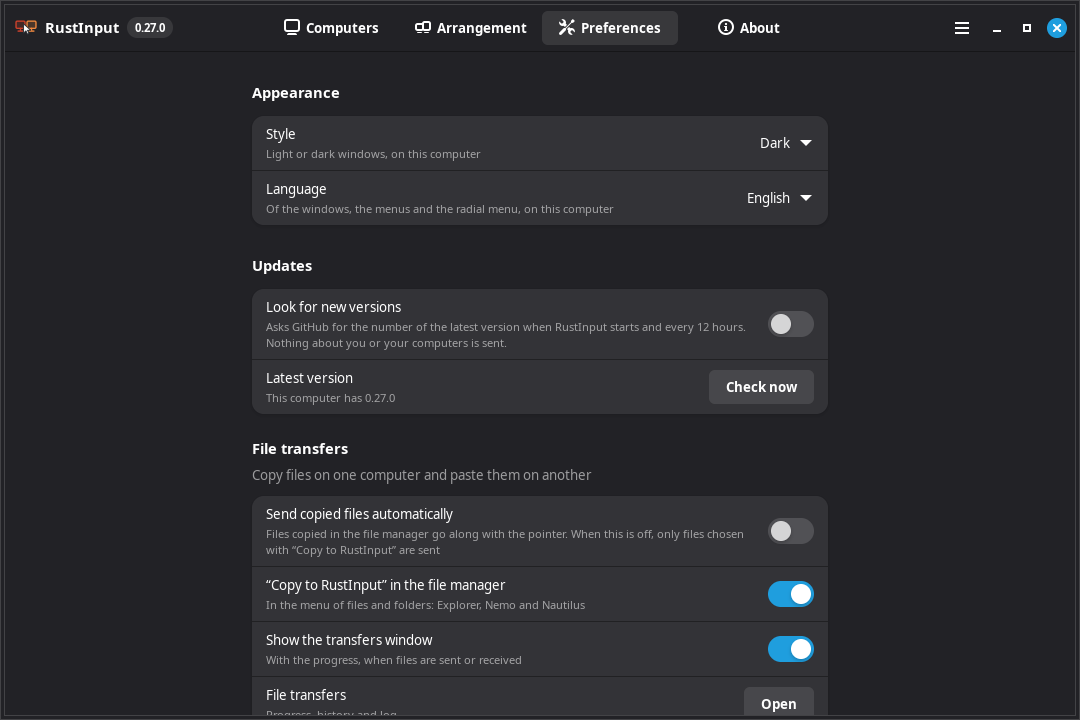 RustInput 0.27.0 Computers Arrangement Preferences About
Appearance
Style
Light or dark windows, on this computer
Dark
Language
Of the windows, the menus and the radial menu, on this computer
English
Updates
Look for new versions
Asks GitHub for the number of the latest version when RustInput starts and every 12 hours.
Nothing about you or your computers is sent.
Latest version
This computer has 0.27.0
Check now
File transfers
Copy files on one computer and paste them on another
Send copied files automatically
Files copied in the file manager go along with the pointer. When this is off, only files chosen
with “Copy to RustInput” are sent
“Copy to RustInput” in the file manager
In the menu of files and folders: Explorer, Nemo and Nautilus
Show the transfers window
With the progress, when files are sent or received
File transfers
Progress, history and log
Open